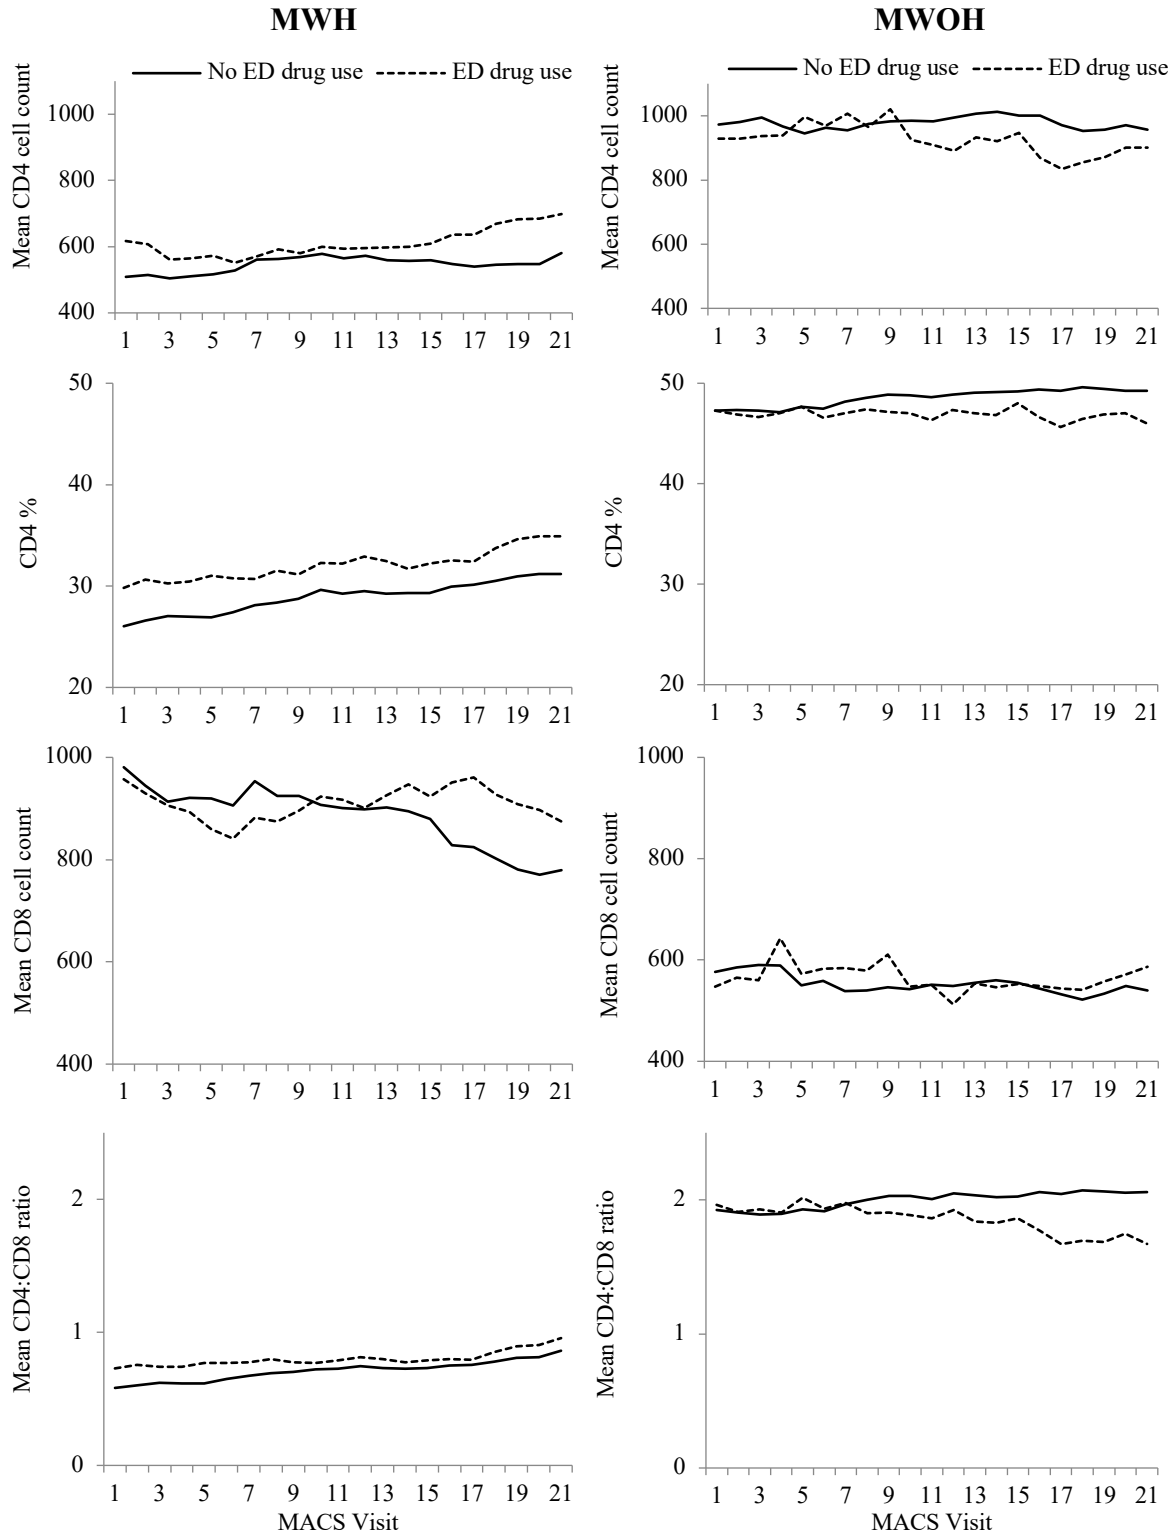 MWH
MWOH
No ED drug use
ED drug use
No ED drug use
ED drug use
Mean CD4 cell count
1000
800
600
400
1 3 5 7 9 11 13 15 17 19 21
Mean CD4 cell count
1000
800
600
400
1 3 5 7 9 11 13 15 17 19 21
CD4 %
50
40
30
20
1 3 5 7 9 11 13 15 17 19 21
CD4 %
50
40
30
20
1 3 5 7 9 11 13 15 17 19 21
Mean CD8 cell count
1000
800
600
400
1 3 5 7 9 11 13 15 17 19 21
Mean CD8 cell count
1000
800
600
400
1 3 5 7 9 11 13 15 17 19 21
Mean CD4:CD8 ratio
2
1
0
1 3 5 7 9 11 13 15 17 19 21
MACS Visit
Mean CD4:CD8 ratio
2
1
0
1 3 5 7 9 11 13 15 17 19 21
MACS Visit